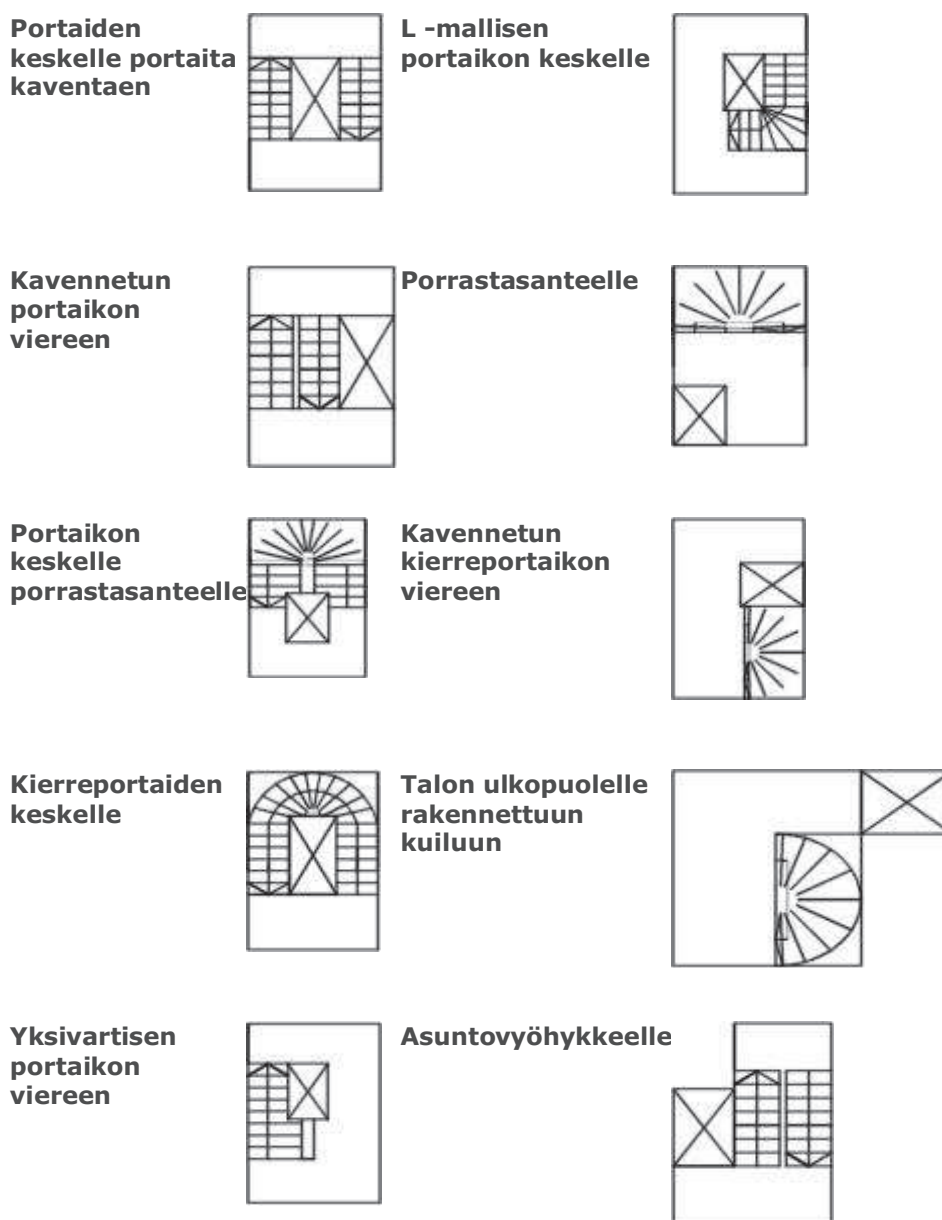 Portaiden
keskelle portaita
kaventaen
L -mallisen
portaikon keskelle
Kavennetun
portaikon
viereen
Porrastasanteelle
Portaikon
keskelle
porrastasanteelle
Kavennetun
kierreportaikon
viereen
Kierreportaiden
keskelle
Talon ulkopuolelle
rakennettuun
kuiluun
Yksivartisen
portaikon
viereen
Asuntovyöhykkeelle